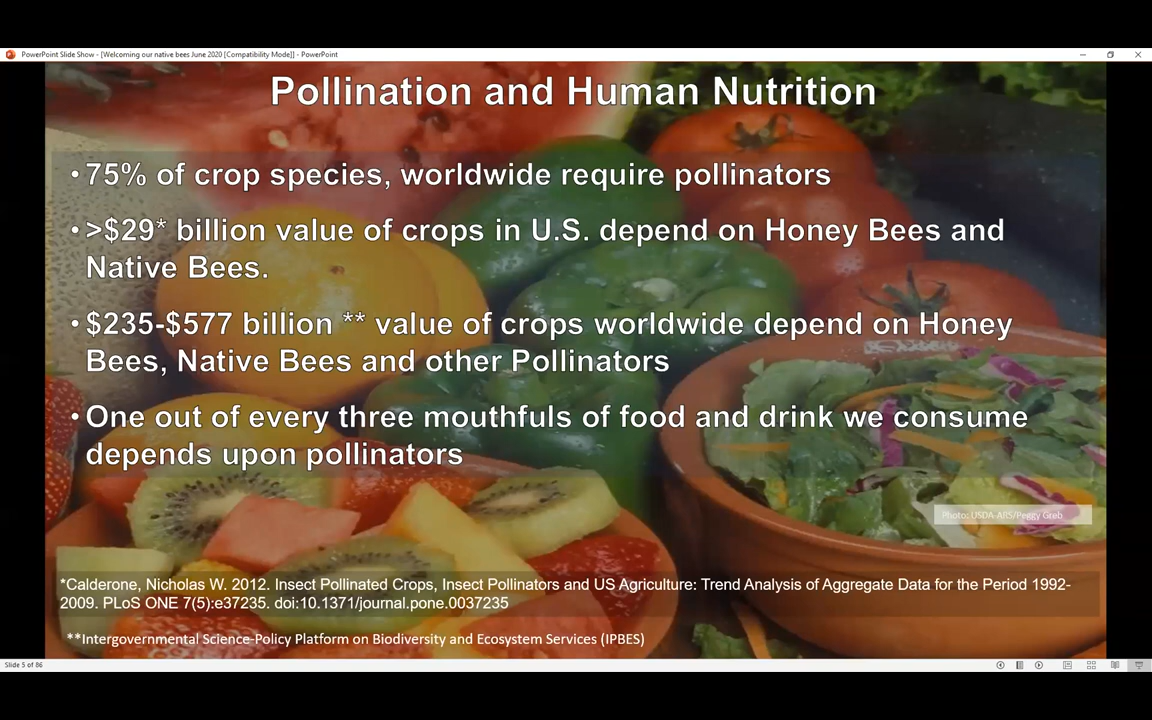 PowerPoint Slide Show - [Welcoming our native bees June 2020 [Compatibility Mode]] - PowerPoint
Pollination and Human Nutrition
• 75% of crop species, worldwide require pollinators
• >$29* billion value of crops in U.S. depend on Honey Bees and
Native Bees.
• $235-$577 billion ** value of crops worldwide depend on Honey
Bees, Native Bees and other Pollinators
• One out of every three mouthfuls of food and drink we consume
depends upon pollinators
Photo: USDA-ARS/Peggy Greb
*Calderone, Nicholas W. 2012. Insect Pollinated Crops, Insect Pollinators and US Agriculture: Trend Analysis of Aggregate Data for the Period 1992-
2009. PLoS ONE 7(5):e37235. doi:10.1371/journal.pone.0037235
**Intergovernmental Science-Policy Platform on Biodiversity and Ecosystem Services (IPBES)
Slide 5 of 86